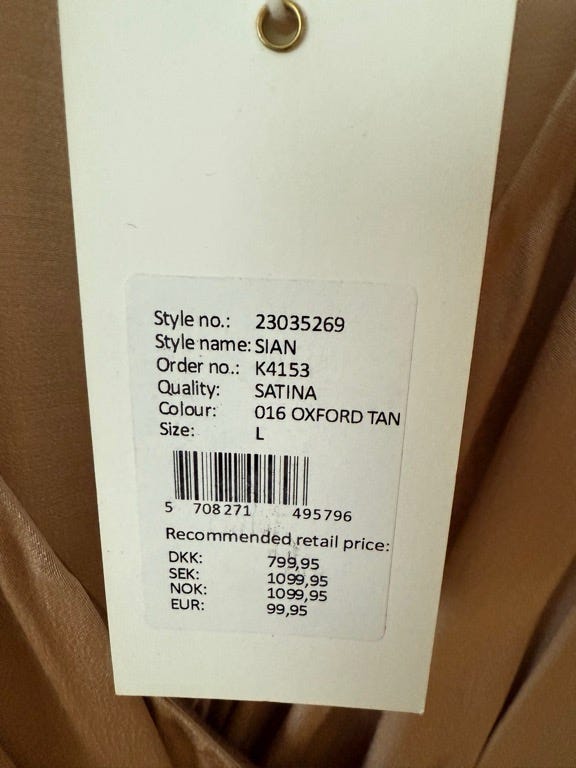 Style no.: 23035269
Style name: SIAN
Order no.: K4153
Quality: SATINA
Colour: 016 OXFORD TAN
Size: L
5 708271 495796
Recommended retail price:
DKK: 799,95
SEK: 1099,95
NOK: 1099,95
EUR: 99,95